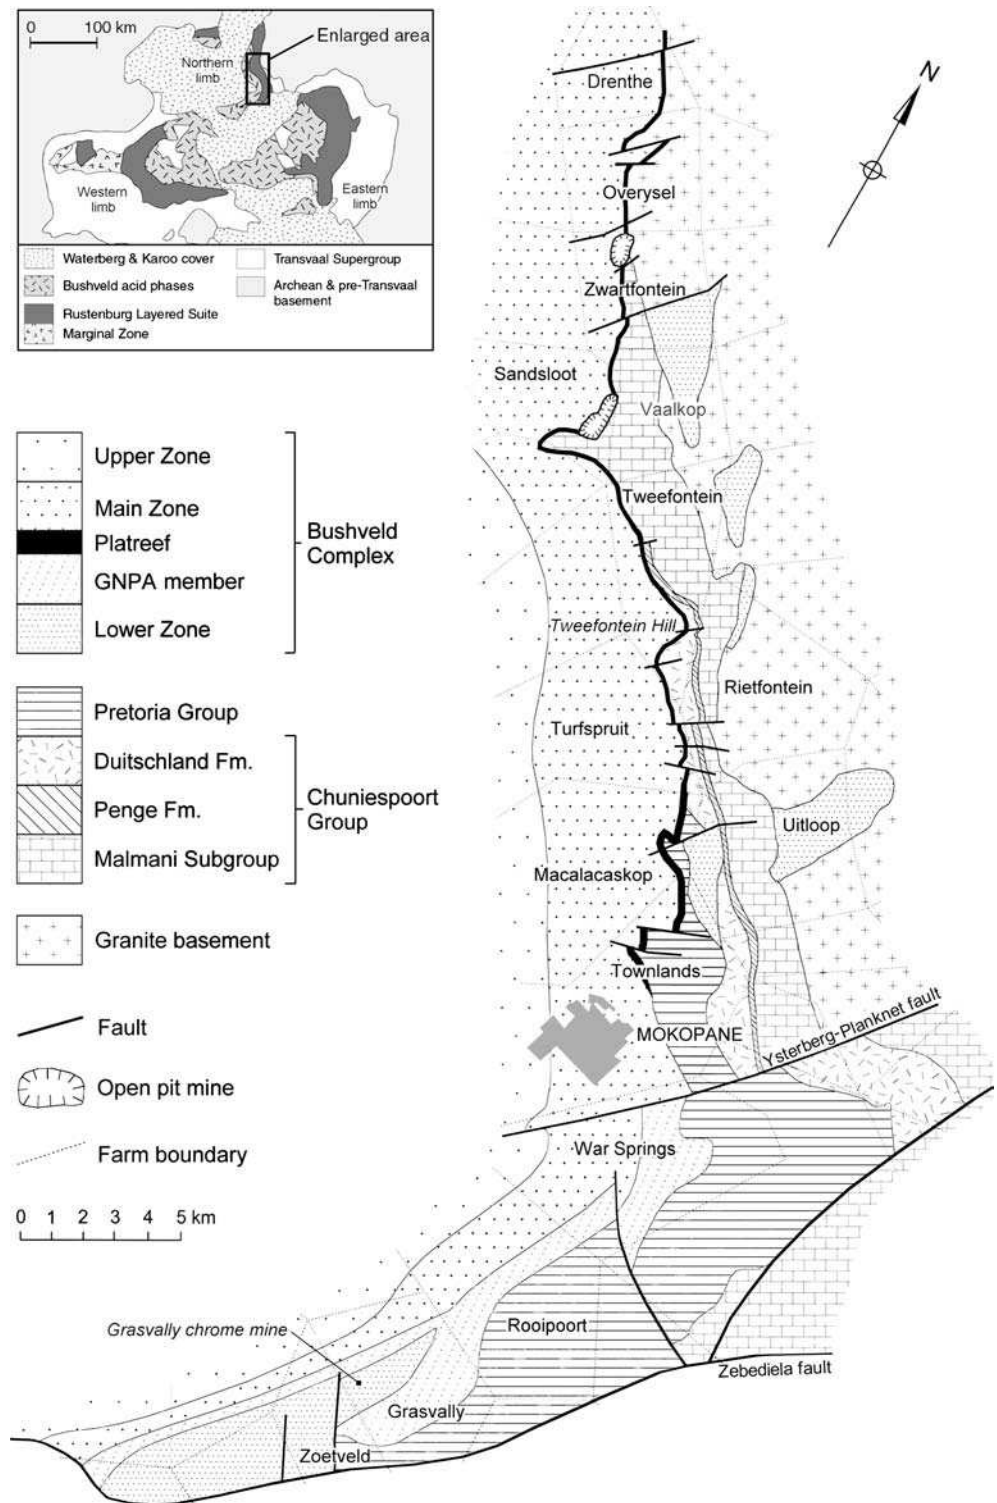 0 100 km
Enlarged area
Northern
limb
Western
limb
Eastern
limb
Waterberg & Karoo cover
Bushveld acid phases
Rustenburg Layered Suite
Marginal Zone
Transvaal Supergroup
Archean & pre-Transvaal
basement
N
Upper Zone
Main Zone
Platreef
GNPA member
Lower Zone
Bushveld
Complex
Pretoria Group
Duitschland Fm.
Penge Fm.
Malmani Subgroup
Chuniespoort
Group
Granite basement
Fault
Open pit mine
Farm boundary
0 1 2 3 4 5 km
Drenthe
Overysel
Zwartfontein
Sandsloot
Vaalkop
Tweefontein
Tweefontein Hill
Rietfontein
Turfspruit
Uitloop
Macalacaskop
Townlands
MOKOPANE
Ysterberg-Planknet fault
War Springs
Rooipoort
Grasvally chrome mine
Zebediela fault
Grasvally
Zoetveld